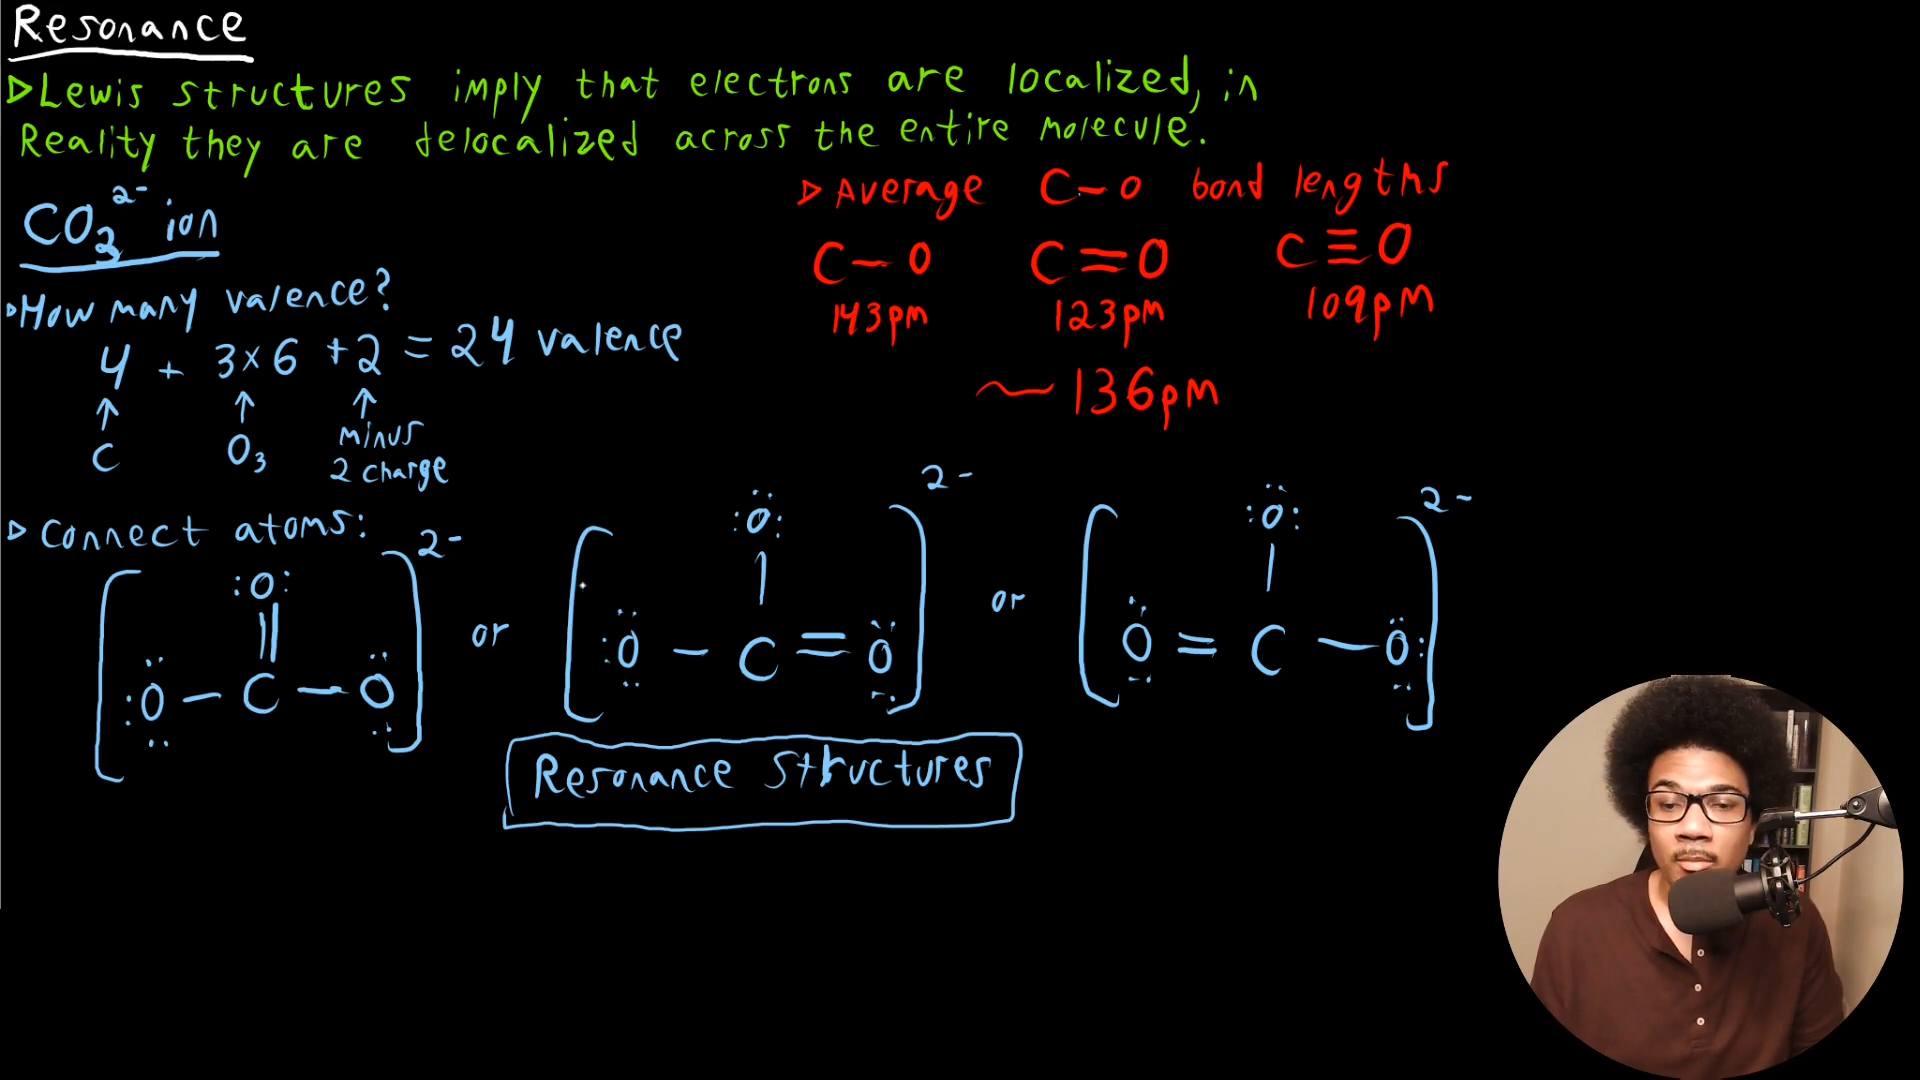 Resonance
▷Lewis structures imply that electrons are localized, in
Reality they are delocalized across the entire molecule.
▷ Average C-O bond lengths
C-O C=O C≡O
143pm 123pm 109pm
~136pm
CO₃²⁻ ion
▷How many valence?
4 + 3×6 +2 = 24 valence
↑ ↑ ↑
C O₃ minus
2 charge
▷ Connect atoms:
2- 2- 2-
:O: :O: :O:
:O - C - O or :O - C = O or O = C - O:
Resonance Structures